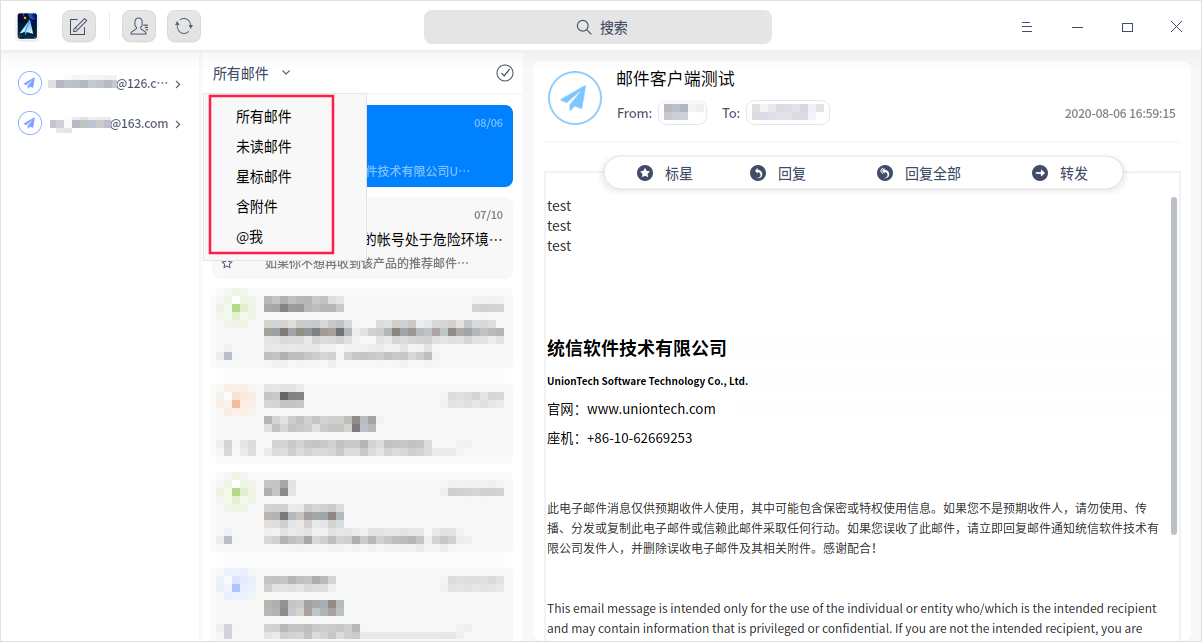 搜索
@126.c···
@163.com
所有邮件
所有邮件
未读邮件
星标邮件
含附件
@我
08/06
件技术有限公司U···
07/10
的帐号处于危险环境···
如果你不想再收到该产品的推荐邮件···
邮件客户端测试
From:
To:
2020-08-06 16:59:15
标星
回复
回复全部
转发
test
test
test
统信软件技术有限公司
UnionTech Software Technology Co., Ltd.
官网：www.uniontech.com
座机：+86-10-62669253
此电子邮件消息仅供预期收件人使用，其中可能包含保密或特权使用信息。如果您不是预期收件人，请勿使用、传
播、分发或复制此电子邮件或信赖此邮件采取任何行动。如果您误收了此邮件，请立即回复邮件通知统信软件技术有
限公司发件人，并删除误收电子邮件及其相关附件。感谢配合！
This email message is intended only for the use of the individual or entity who/which is the intended recipient
and may contain information that is privileged or confidential. If you are not the intended recipient, you are